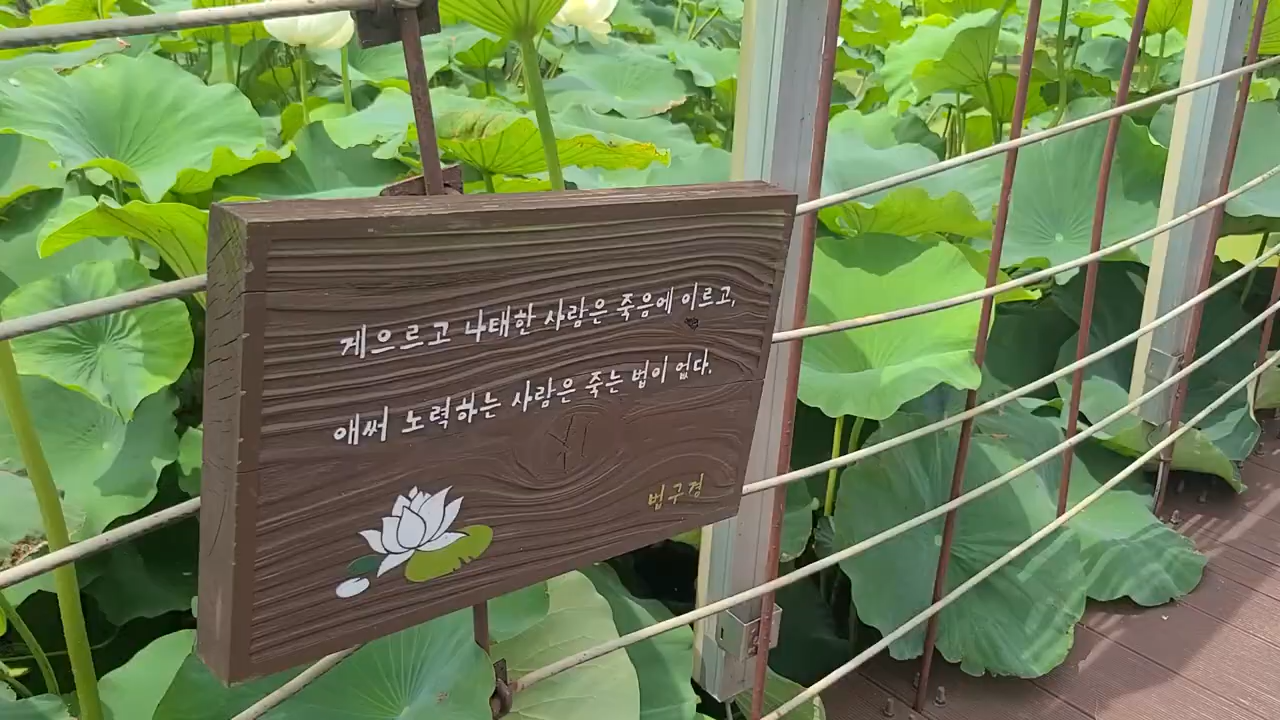 게으르고 나태한 사람은 죽음에 이르고,
애써 노력하는 사람은 죽는 법이 없다.
법구경